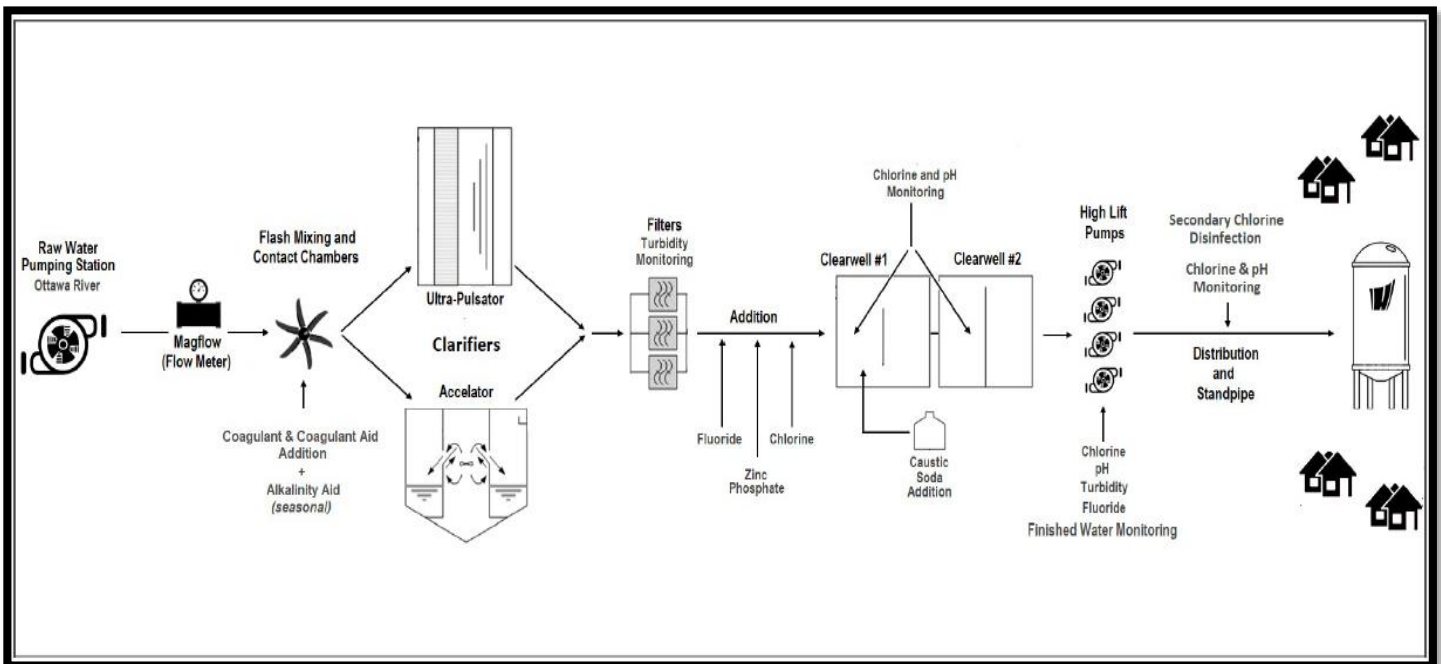 Raw Water
Pumping Station
Ottawa River
Magflow
(Flow Meter)
Flash Mixing and
Contact Chambers
Coagulant & Coagulant Aid
Addition
+
Alkalinity Aid
(seasonal)
Ultra-Pulsator
Clarifiers
Accelator
Filters
Turbidity
Monitoring
Addition
Fluoride
Zinc
Phosphate
Chlorine
Chlorine and pH
Monitoring
Clearwell #1
Clearwell #2
Caustic
Soda
Addition
High Lift
Pumps
Chlorine
pH
Turbidity
Fluoride
Finished Water Monitoring
Secondary Chlorine
Disinfection
Chlorine & pH
Monitoring
Distribution
and
Standpipe